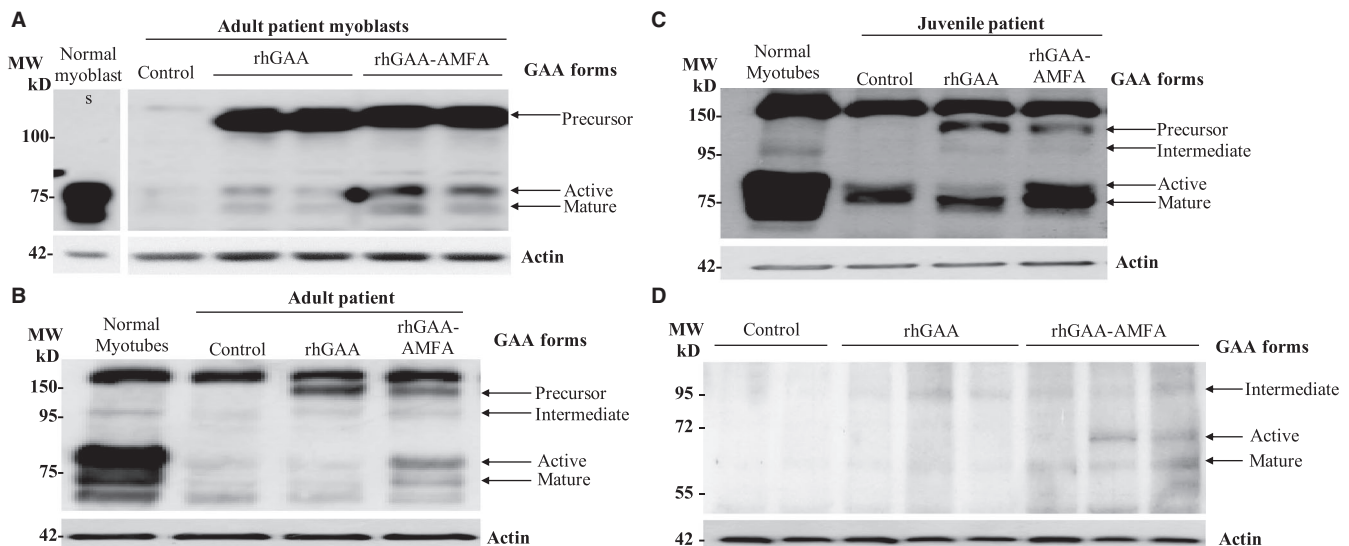 A
Adult patient myoblasts
Normal
myoblast
s
MW
kD
Control
rhGAA
rhGAA-AMFA
GAA forms
100-
75-
42-
Precursor
Active
Mature
Actin
B
Adult patient
MW
kD
Normal
Myotubes
Control
rhGAA
rhGAA-
AMFA
GAA forms
150-
95-
75-
42-
Precursor
Intermediate
Active
Mature
Actin
C
Juvenile patient
MW
kD
Normal
Myotubes
Control
rhGAA
rhGAA-
AMFA
GAA forms
150-
95-
75-
42-
Precursor
Intermediate
Active
Mature
Actin
D
MW
kD
Control
rhGAA
rhGAA-AMFA
GAA forms
95 -
72 -
55 -
42 -
Intermediate
Active
Mature
Actin